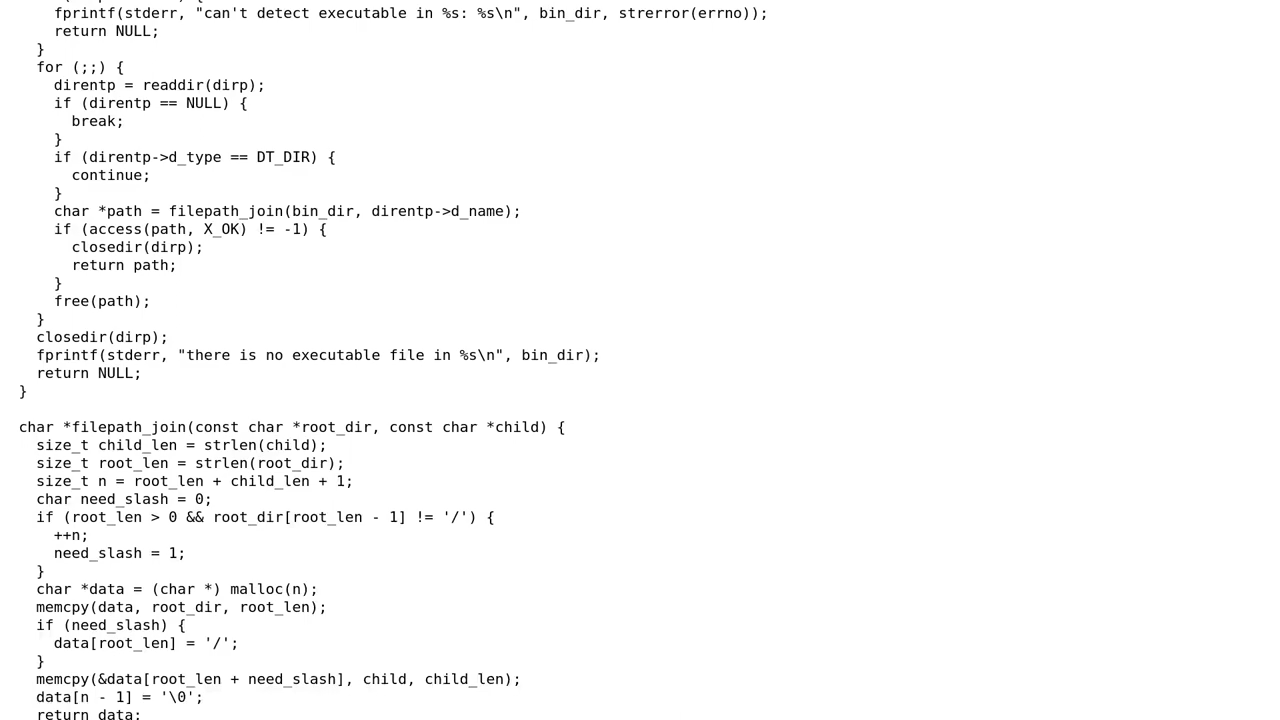 fprintf(stderr, "can't detect executable in %s: %s\n", bin_dir, strerror(errno));
return NULL;
}
for (;;) {
direntp = readdir(dirp);
if (direntp == NULL) {
break;
}
if (direntp->d_type == DT_DIR) {
continue;
}
char *path = filepath_join(bin_dir, direntp->d_name);
if (access(path, X_OK) != -1) {
closedir(dirp);
return path;
}
free(path);
}
closedir(dirp);
fprintf(stderr, "there is no executable file in %s\n", bin_dir);
return NULL;
}
char *filepath_join(const char *root_dir, const char *child) {
size_t child_len = strlen(child);
size_t root_len = strlen(root_dir);
size_t n = root_len + child_len + 1;
char need_slash = 0;
if (root_len > 0 && root_dir[root_len - 1] != '/') {
++n;
need_slash = 1;
}
char *data = (char *) malloc(n);
memcpy(data, root_dir, root_len);
if (need_slash) {
data[root_len] = '/';
}
memcpy(&data[root_len + need_slash], child, child_len);
data[n - 1] = '\0';
return data;